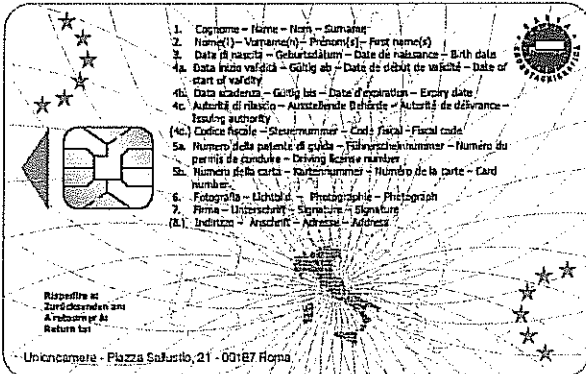 1. Cognome – Name – Nom – Surname
2. Nome(i) – Vorname(n) – Prénom(s) – First name(s)
3. Data di nascita – Geburtsdatum – Date de naissance – Birth date
4a. Data inizio validità – Gültig ab – Date de début de validité – Date of
start of validity
4b. Data scadenza – Gültig bis – Date d'expiration – Expiry date
4c. Autorità di rilascio – Ausstellende Behörde – Autorité de délivrance –
Issuing authority
(4d.) Codice fiscale – Steuernummer – Code fiscal – Fiscal code
5a. Numero della patente di guida – Führerscheinnummer – Numéro du
permis de conduire – Driving license number
5b. Numero della carta – Kartennummer – Numéro de la carte – Card
number
6. Fotografia – Lichtbild – Photographie – Photograph
7. Firma – Unterschrift – Signature – Signature
(8.) Indirizzo – Anschrift – Adresse – Address
Rispedire a:
Zurücksenden an:
A retourner à:
Return to:
Unioncamere - Piazza Sallustio, 21 - 00187 Roma